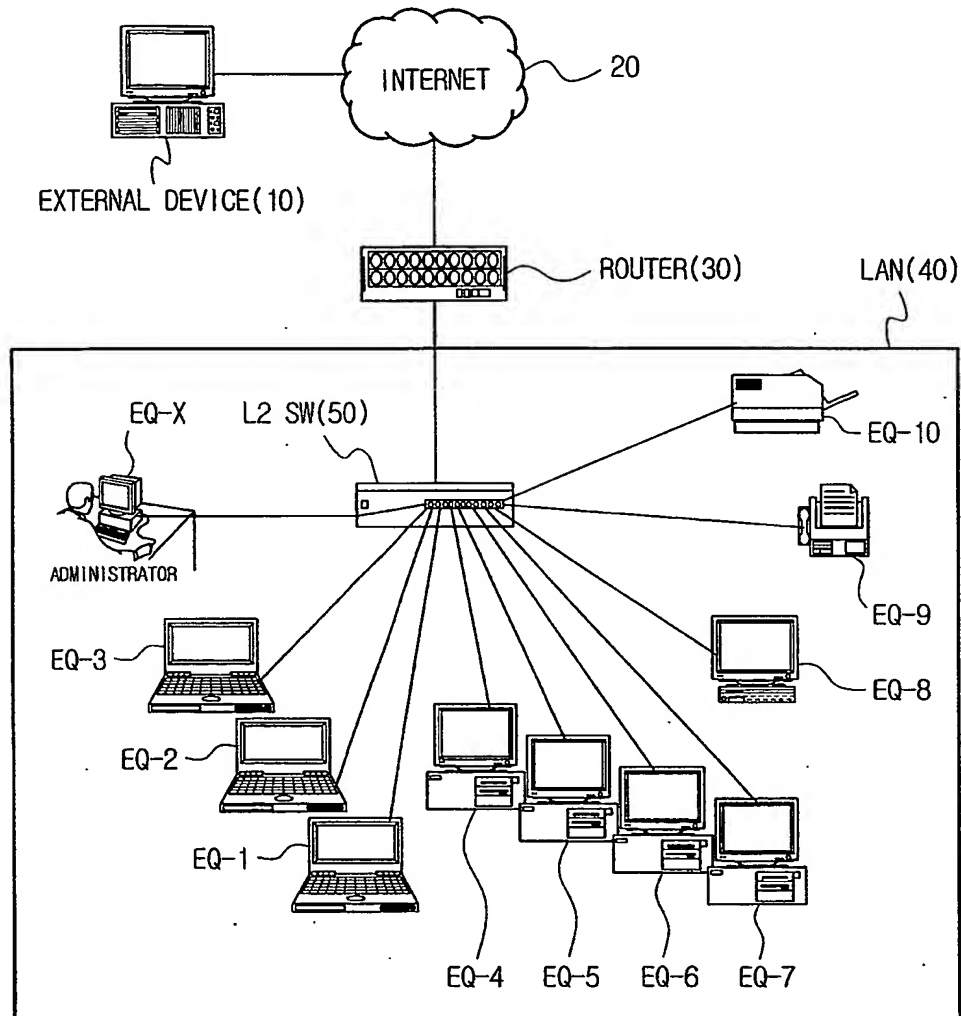 INTERNET
20
EXTERNAL DEVICE(10)
ROUTER(30)
LAN(40)
EQ-X
L2 SW(50)
EQ-10
ADMINISTRATOR
EQ-9
EQ-3
EQ-8
EQ-2
EQ-1
EQ-4
EQ-5
EQ-6
EQ-7